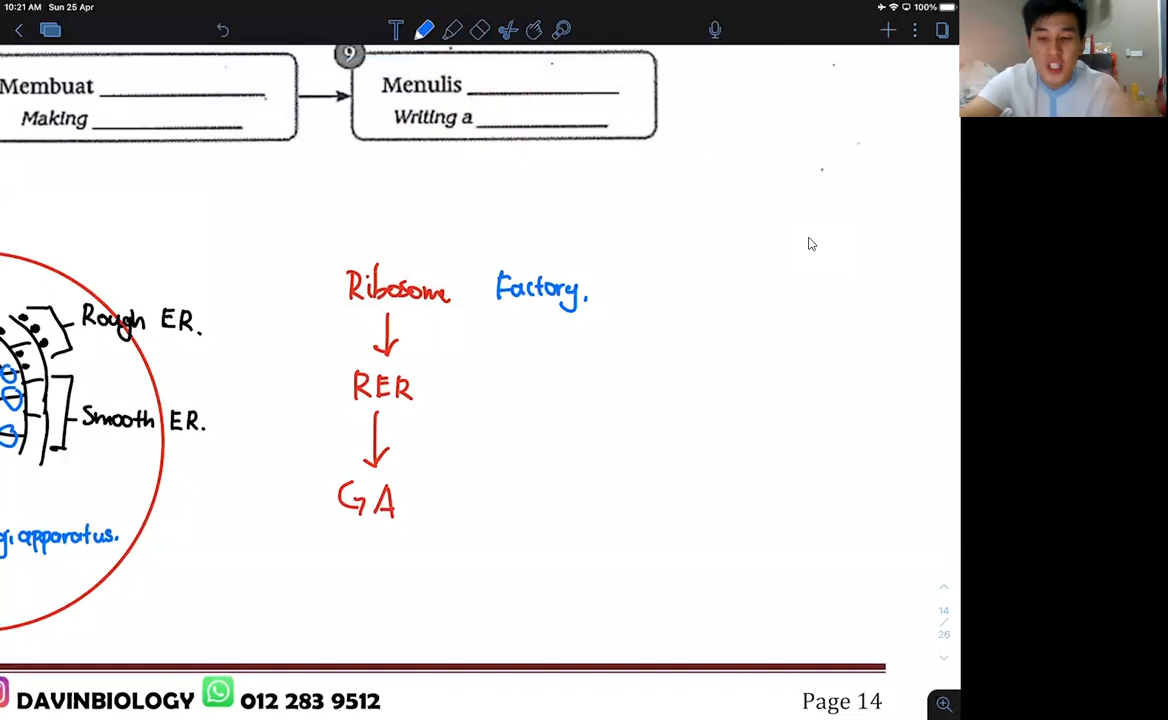 10:21 AM Sun 25 Apr
100%
9
Membuat
Making
Menulis
Writing a
Ribosome Factory.
Rough ER.
RER
Smooth ER.
GA
apparatus.
14
/
26
DAVINBIOLOGY 012 283 9512
Page 14